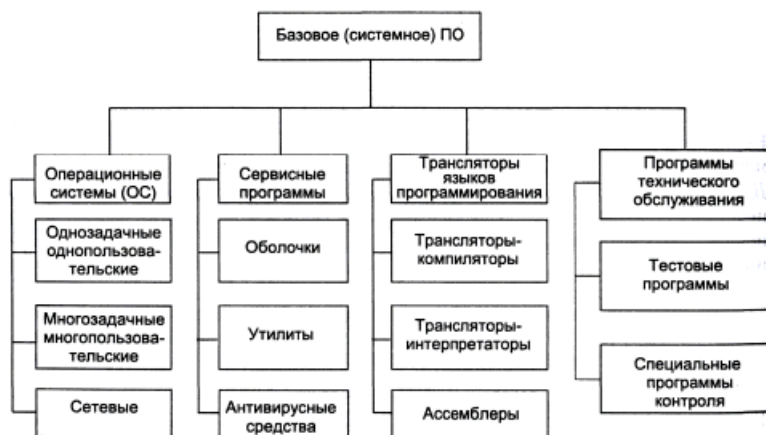 Базовое (системное) ПО
Операционные
системы (ОС)
Однозадачные
однопользова-
тельские
Многозадачные
многопользова-
тельские
Сетевые
Сервисные
программы
Оболочки
Утилиты
Антивирусные
средства
Трансляторы
языков
программирования
Трансляторы-
компиляторы
Трансляторы-
интерпретаторы
Ассемблеры
Программы
технического
обслуживания
Тестовые
программы
Специальные
программы
контроля